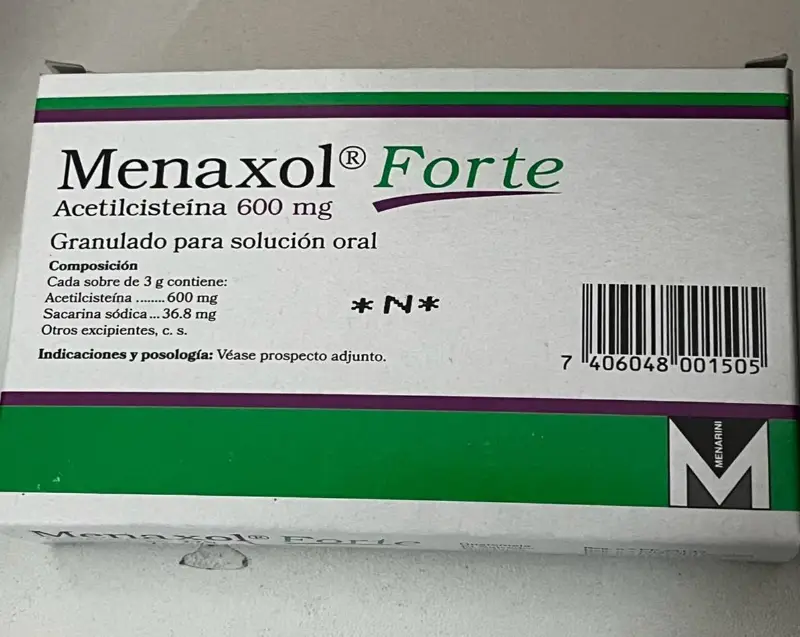 Menaxol® Forte
Acetilcisteína 600 mg
Granulado para solución oral
Composición
Cada sobre de 3 g contiene:
Acetilcisteína ........ 600 mg
Sacarina sódica ... 36.8 mg
Otros excipientes, c. s.
*N*
Indicaciones y posología: Véase prospecto adjunto.
7 406048 001505
MENARINI
Menaxol® Forte